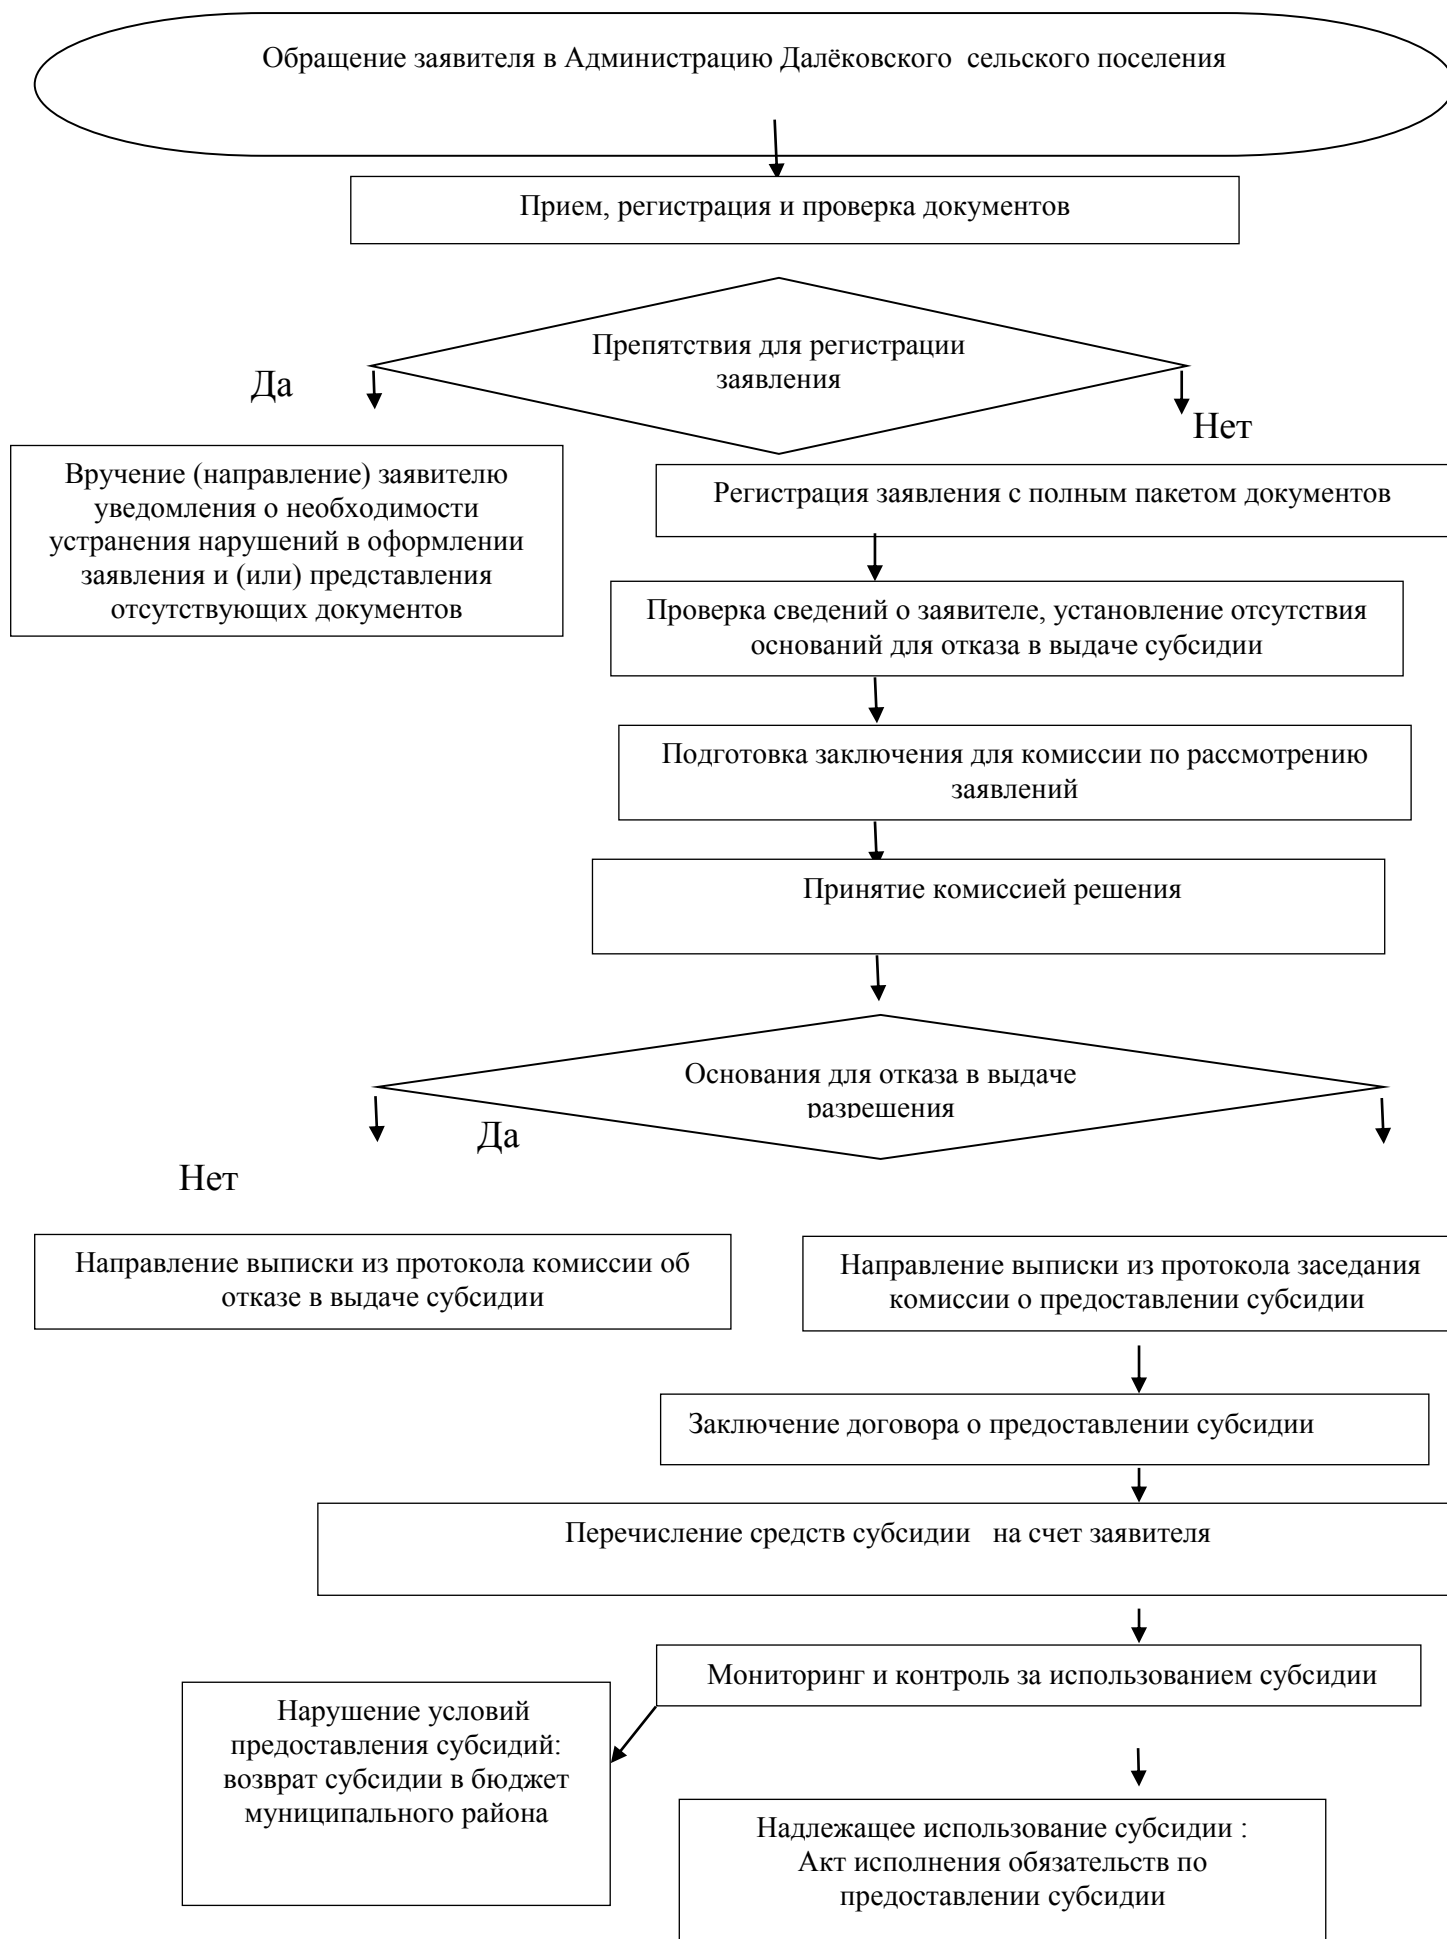 Обращение заявителя в Администрацию Далёковского сельского поселения
Прием, регистрация и проверка документов
Препятствия для регистрации
заявления
Да
Нет
Вручение (направление) заявителю
уведомления о необходимости
устранения нарушений в оформлении
заявления и (или) представления
отсутствующих документов
Регистрация заявления с полным пакетом документов
Проверка сведений о заявителе, установление отсутствия
оснований для отказа в выдаче субсидии
Подготовка заключения для комиссии по рассмотрению
заявлений
Принятие комиссией решения
Основания для отказа в выдаче
разрешения
Да
Нет
Направление выписки из протокола комиссии об
отказе в выдаче субсидии
Направление выписки из протокола заседания
комиссии о предоставлении субсидии
Заключение договора о предоставлении субсидии
Перечисление средств субсидии на счет заявителя
Мониторинг и контроль за использованием субсидии
Нарушение условий
предоставления субсидий:
возврат субсидии в бюджет
муниципального района
Надлежащее использование субсидии :
Акт исполнения обязательств по
предоставлении субсидии